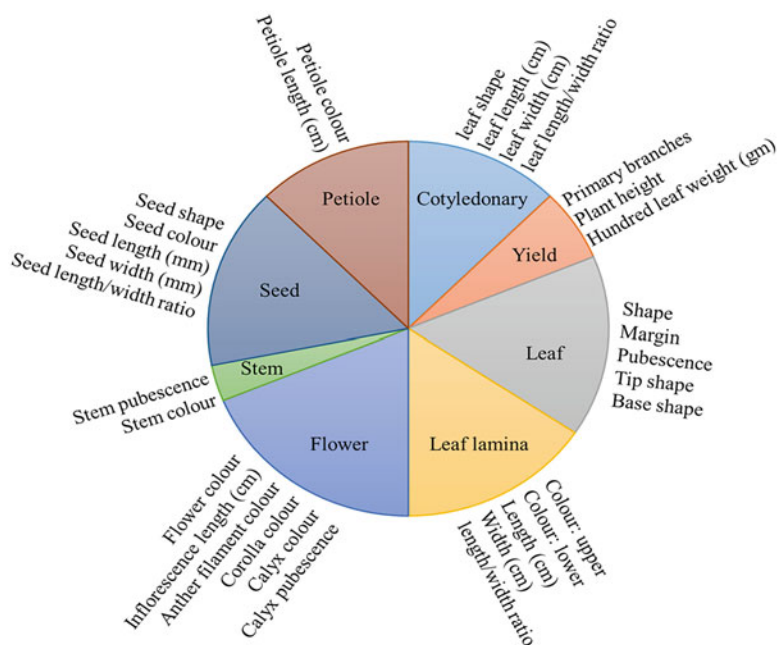 Petiole colour
Petiole length (cm)
leaf shape
leaf length (cm)
leaf width (cm)
leaf length/width ratio
Primary branches
Plant height
Hundred leaf weight (gm)
Seed shape
Seed colour
Seed length (mm)
Seed width (mm)
Seed length/width ratio
Petiole
Cotyledonary
Yield
Seed
Leaf
Shape
Margin
Pubescence
Tip shape
Base shape
Stem
Stem pubescence
Stem colour
Flower
Leaf lamina
Flower colour
Inflorescence length (cm)
Anther filament colour
Corolla colour
Calyx colour
Calyx pubescence
Colour: upper
Colour: lower
Length (cm)
Width (cm)
length/width ratio